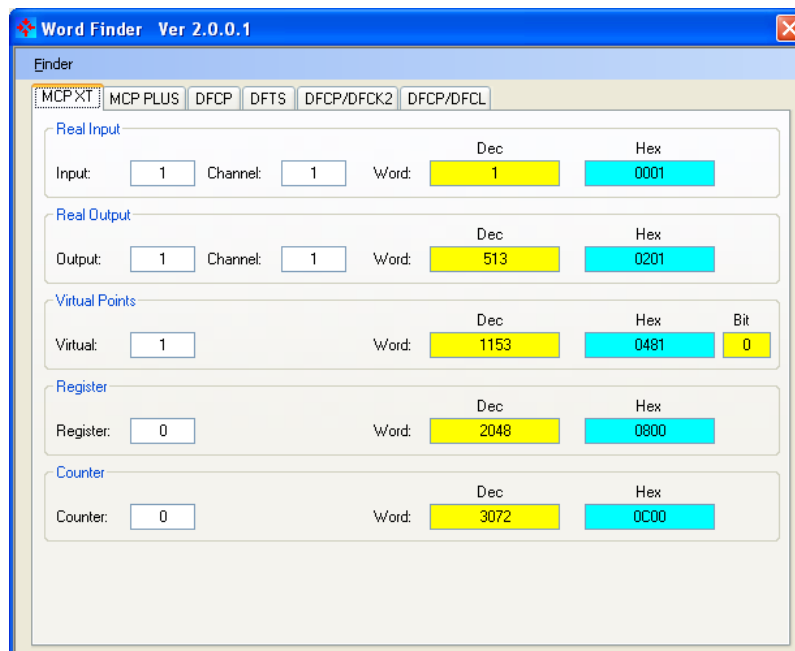 Word Finder Ver 2.0.0.1
Finder
MCP XT MCP PLUS DFCP DFTS DFCP/DFCK2 DFCP/DFCL
Real Input
Dec Hex
Input: 1 Channel: 1 Word: 1 0001
Real Output
Dec Hex
Output: 1 Channel: 1 Word: 513 0201
Virtual Points
Dec Hex Bit
Virtual: 1 Word: 1153 0481 0
Register
Dec Hex
Register: 0 Word: 2048 0800
Counter
Dec Hex
Counter: 0 Word: 3072 0C00